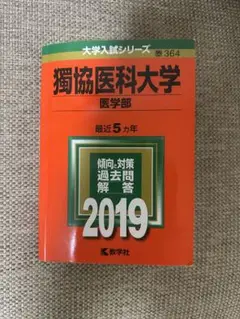 大学入試シリーズ 医 364
獨協医科大学
医学部
最近5カ年
傾向と対策
過去問
解答
2019
教学社